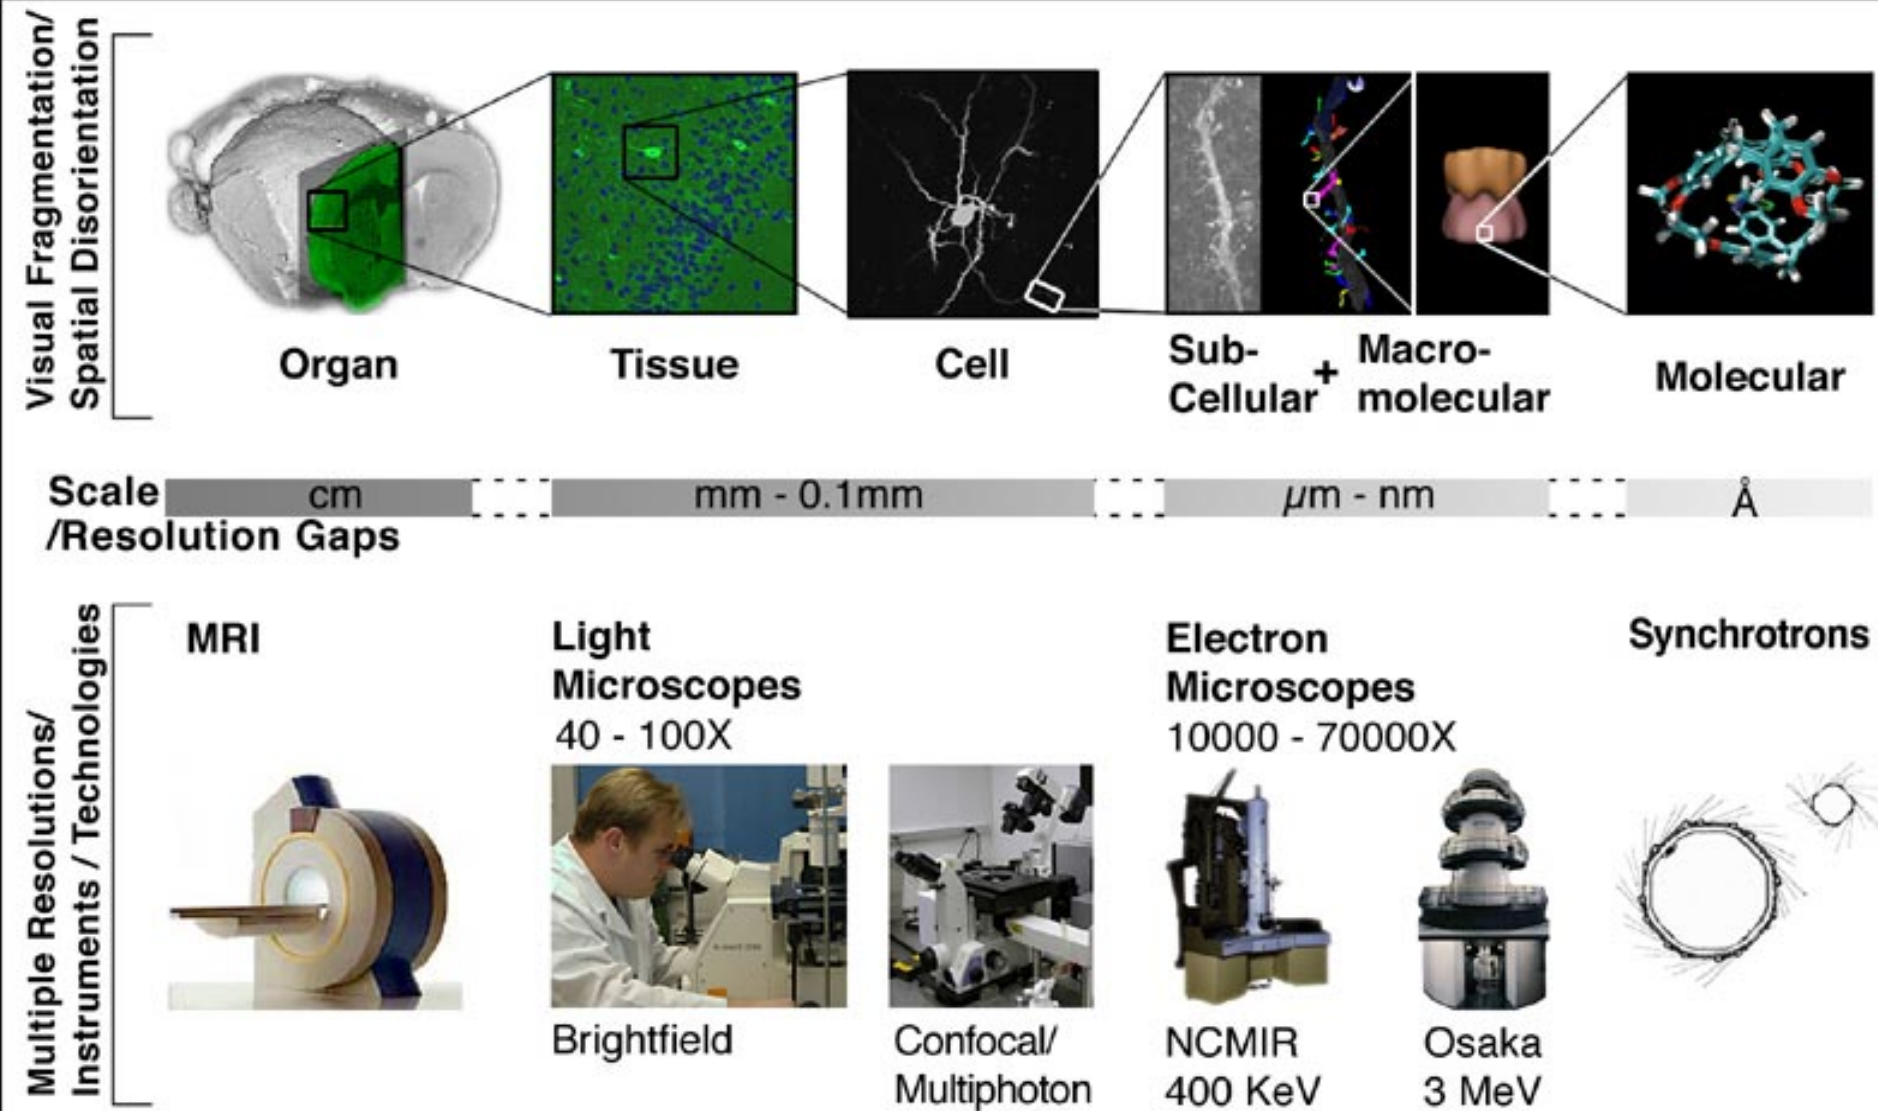 Visual Fragmentation/
Spatial Disorientation
Organ
Tissue
Cell
Sub-
Cellular
+
Macro-
molecular
Molecular
Scale
/Resolution Gaps
cm
mm - 0.1mm
µm - nm
Å
Multiple Resolutions/
Instruments / Technologies
MRI
Light
Microscopes
40 - 100X
Electron
Microscopes
10000 - 70000X
Synchrotrons
Brightfield
Confocal/
Multiphoton
NCMIR
400 KeV
Osaka
3 MeV